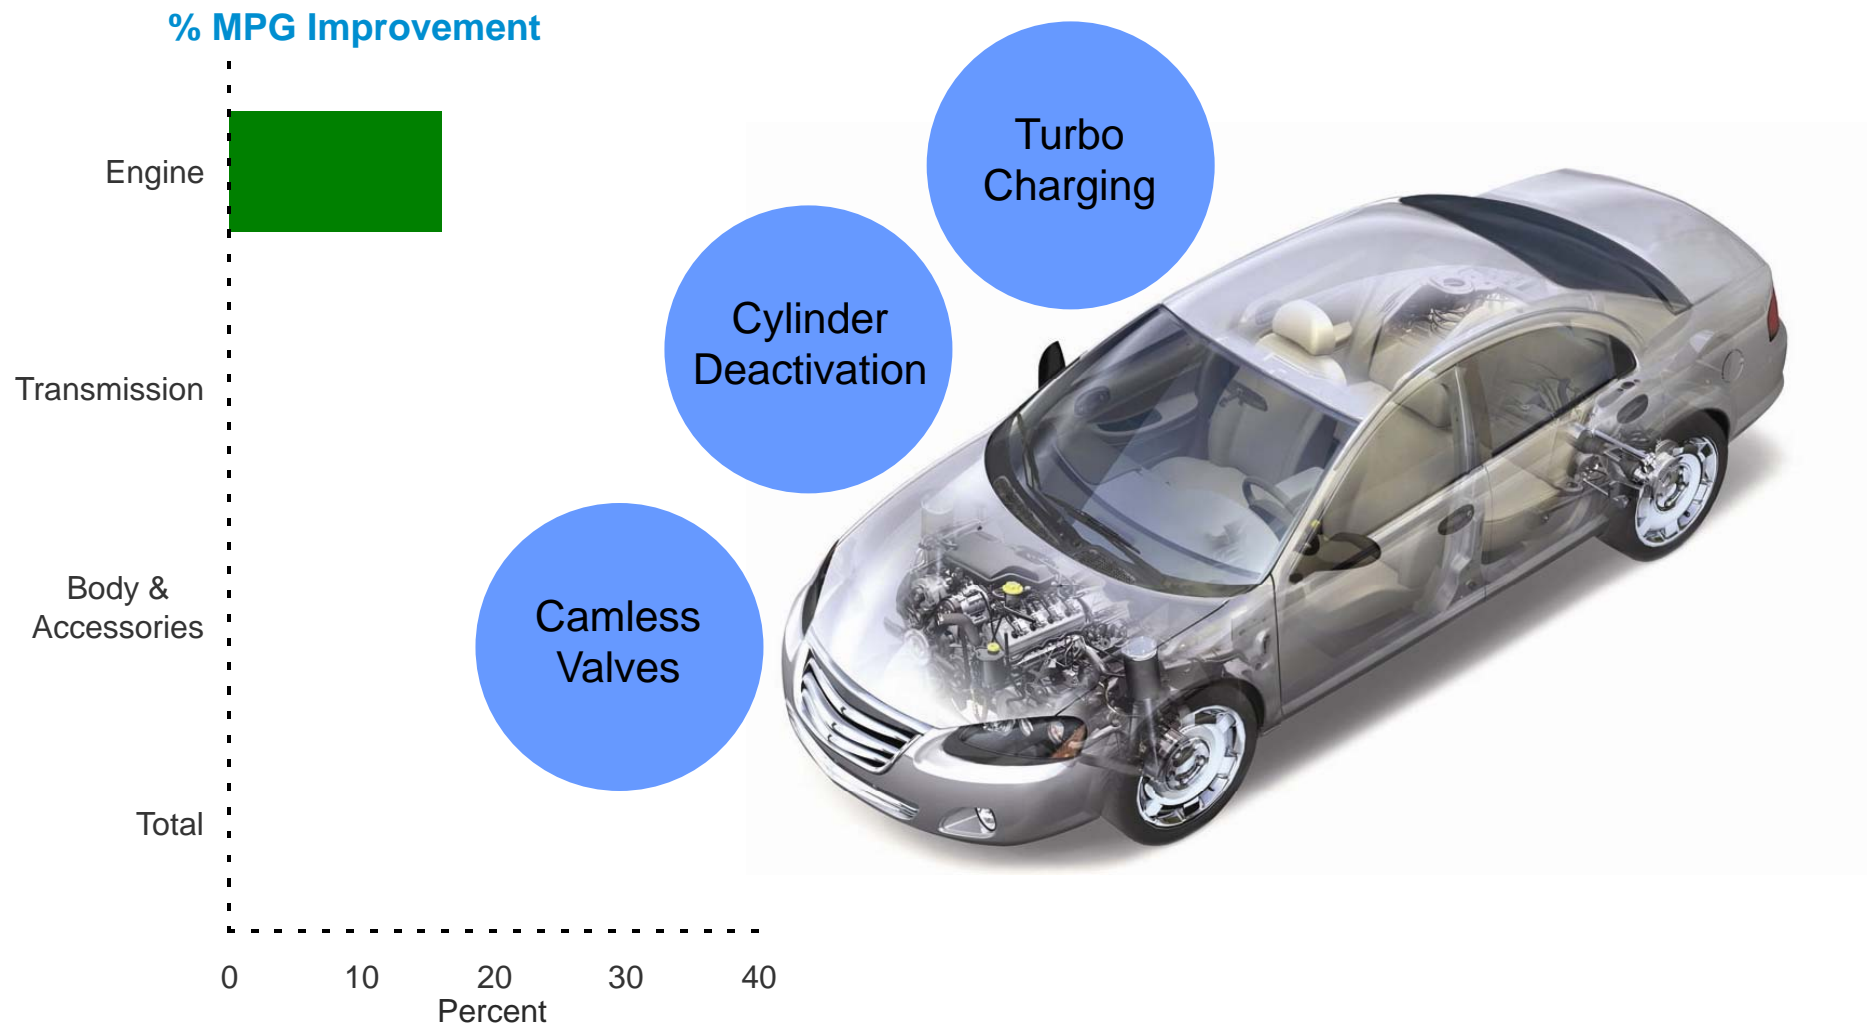 % MPG Improvement
Engine
Transmission
Body &
Accessories
Total
0 10 20 30 40
Percent
Turbo
Charging
Cylinder
Deactivation
Camless
Valves